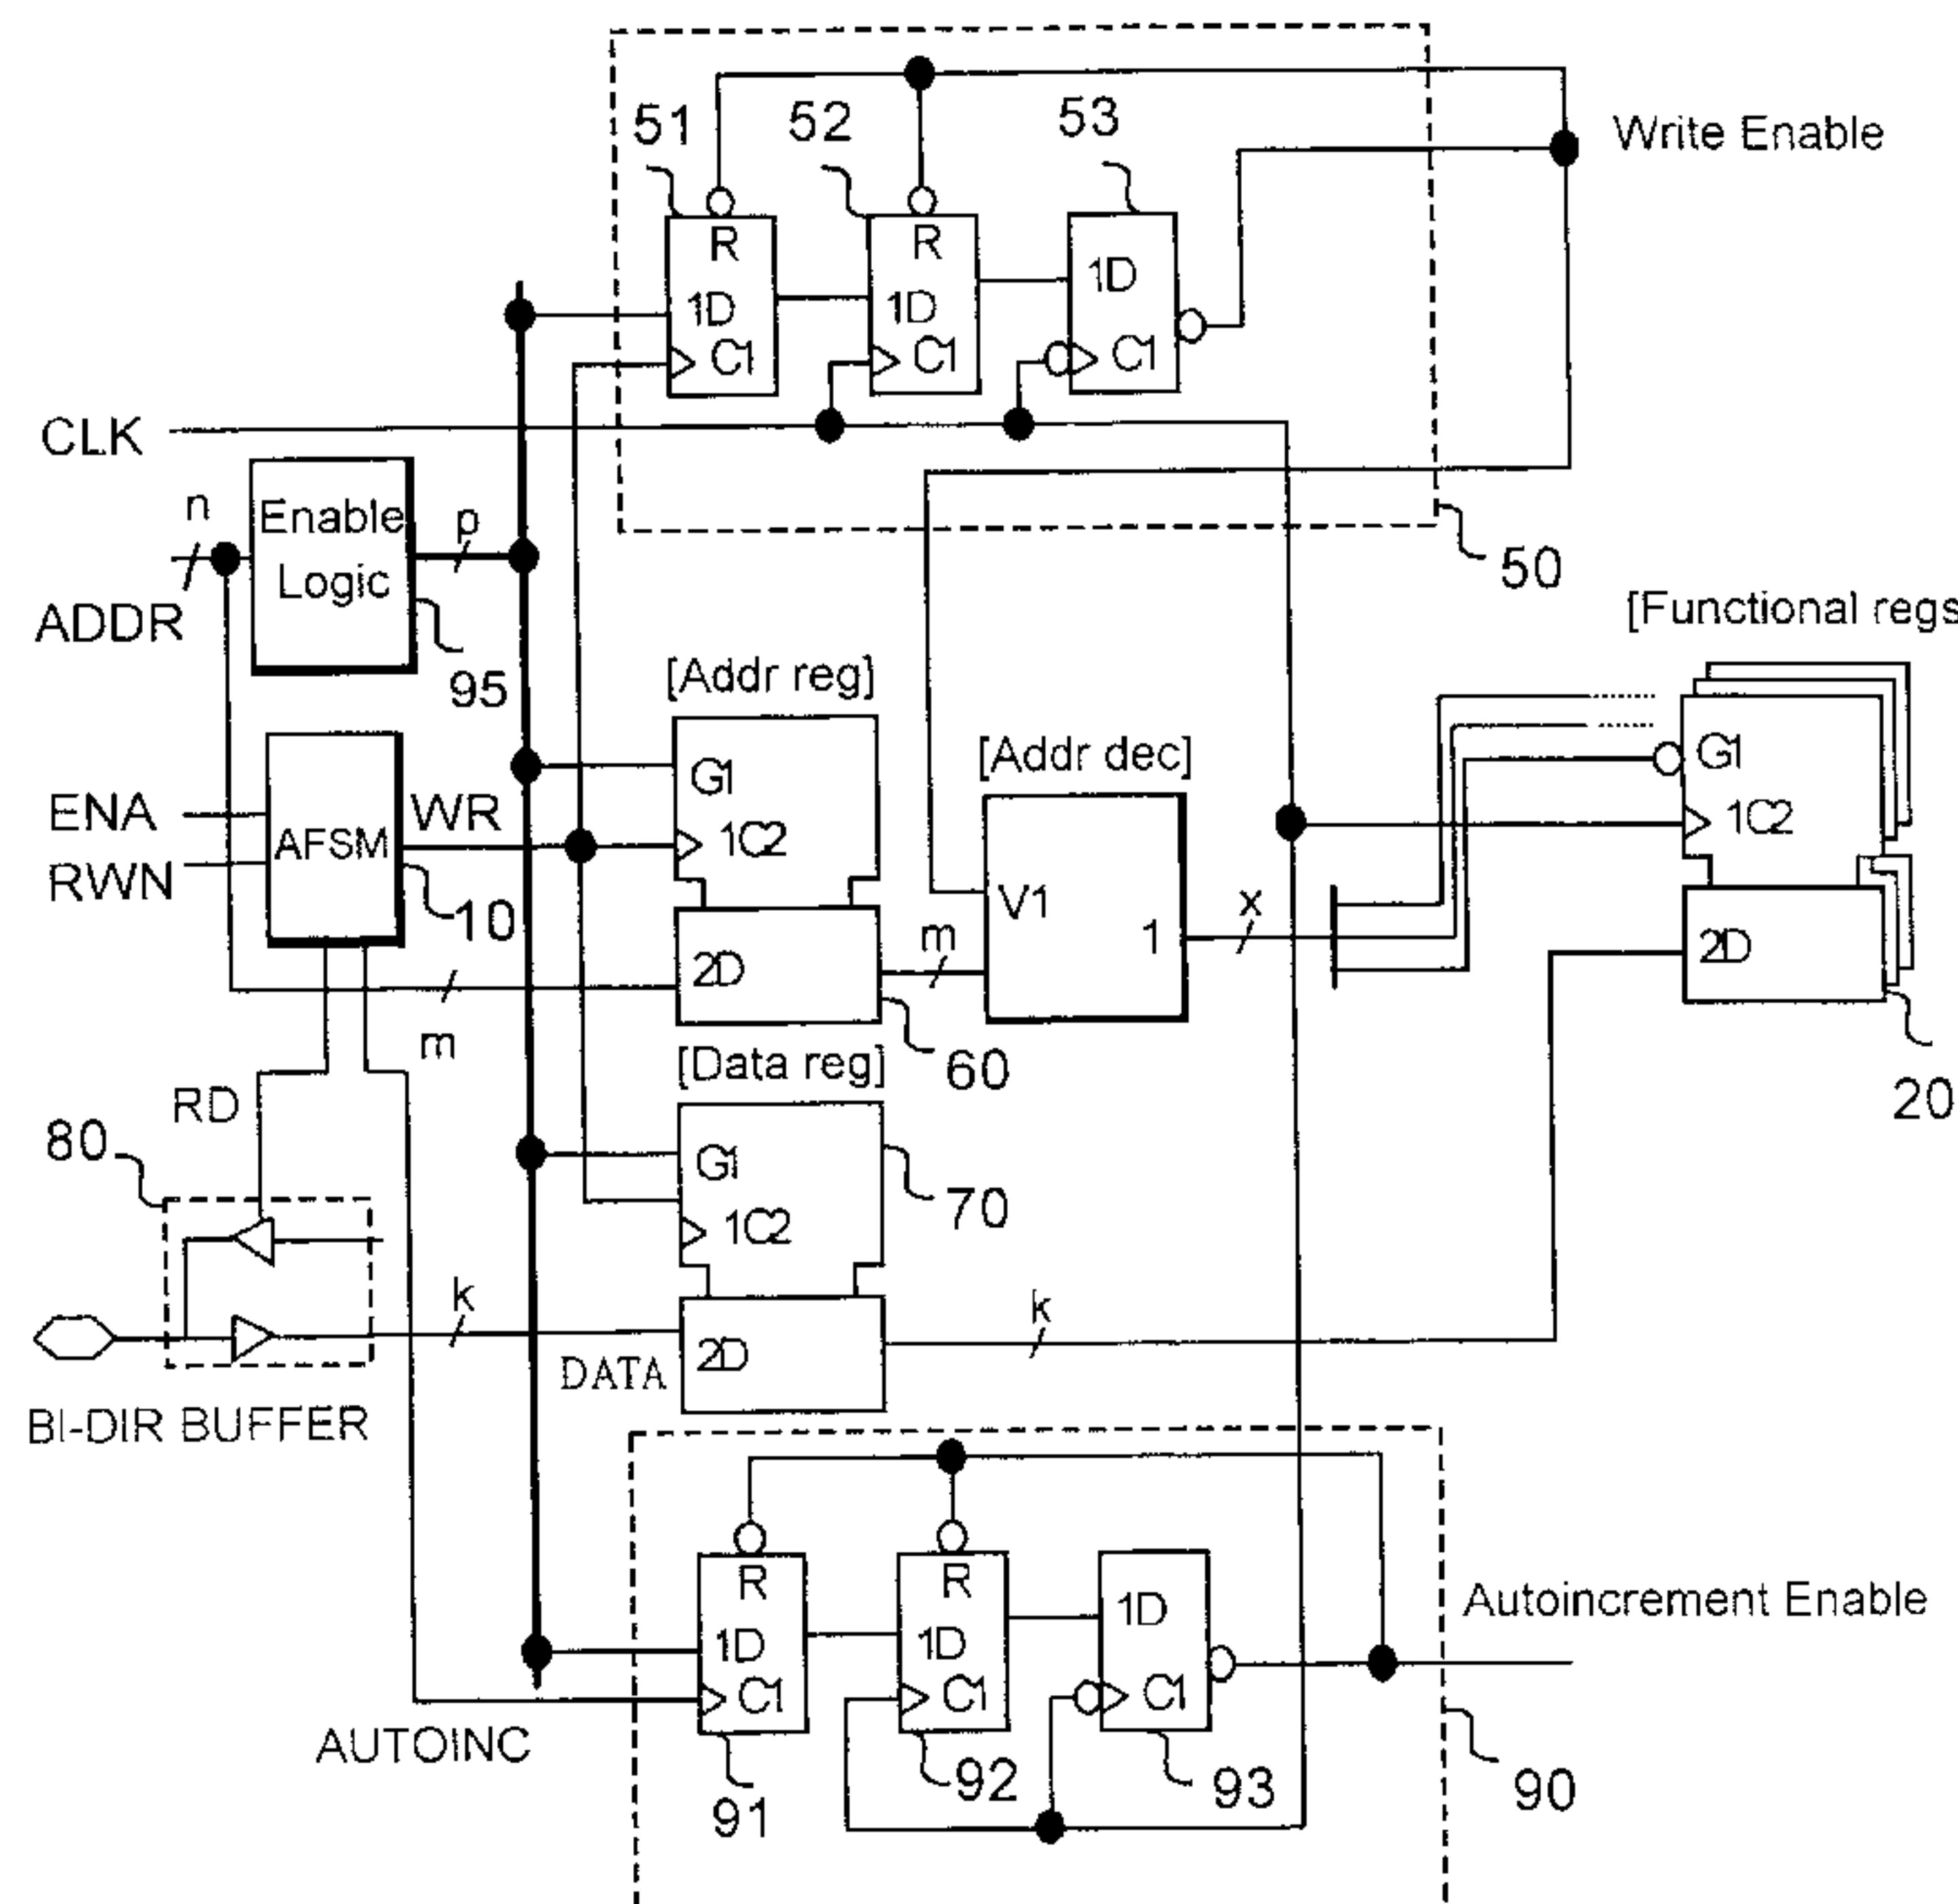 51
52
53
Write Enable
R
R
1D
1D
1D
C1
C1
C1
CLK
n
Enable
Logic
p
ADDR
95
50
[Functional regs
[Addr reg]
G1
1C2
2D
[Addr dec]
V1
1
x
G1
1C2
2D
ENA
RWN
AFSM
WR
10
m
m
60
20
[Data reg]
RD
80
G1
1C2
70
k
k
2D
DATA
BI-DIR BUFFER
R
R
1D
1D
1D
C1
C1
C1
Autoincrement Enable
AUTOINC
91
92
93
90